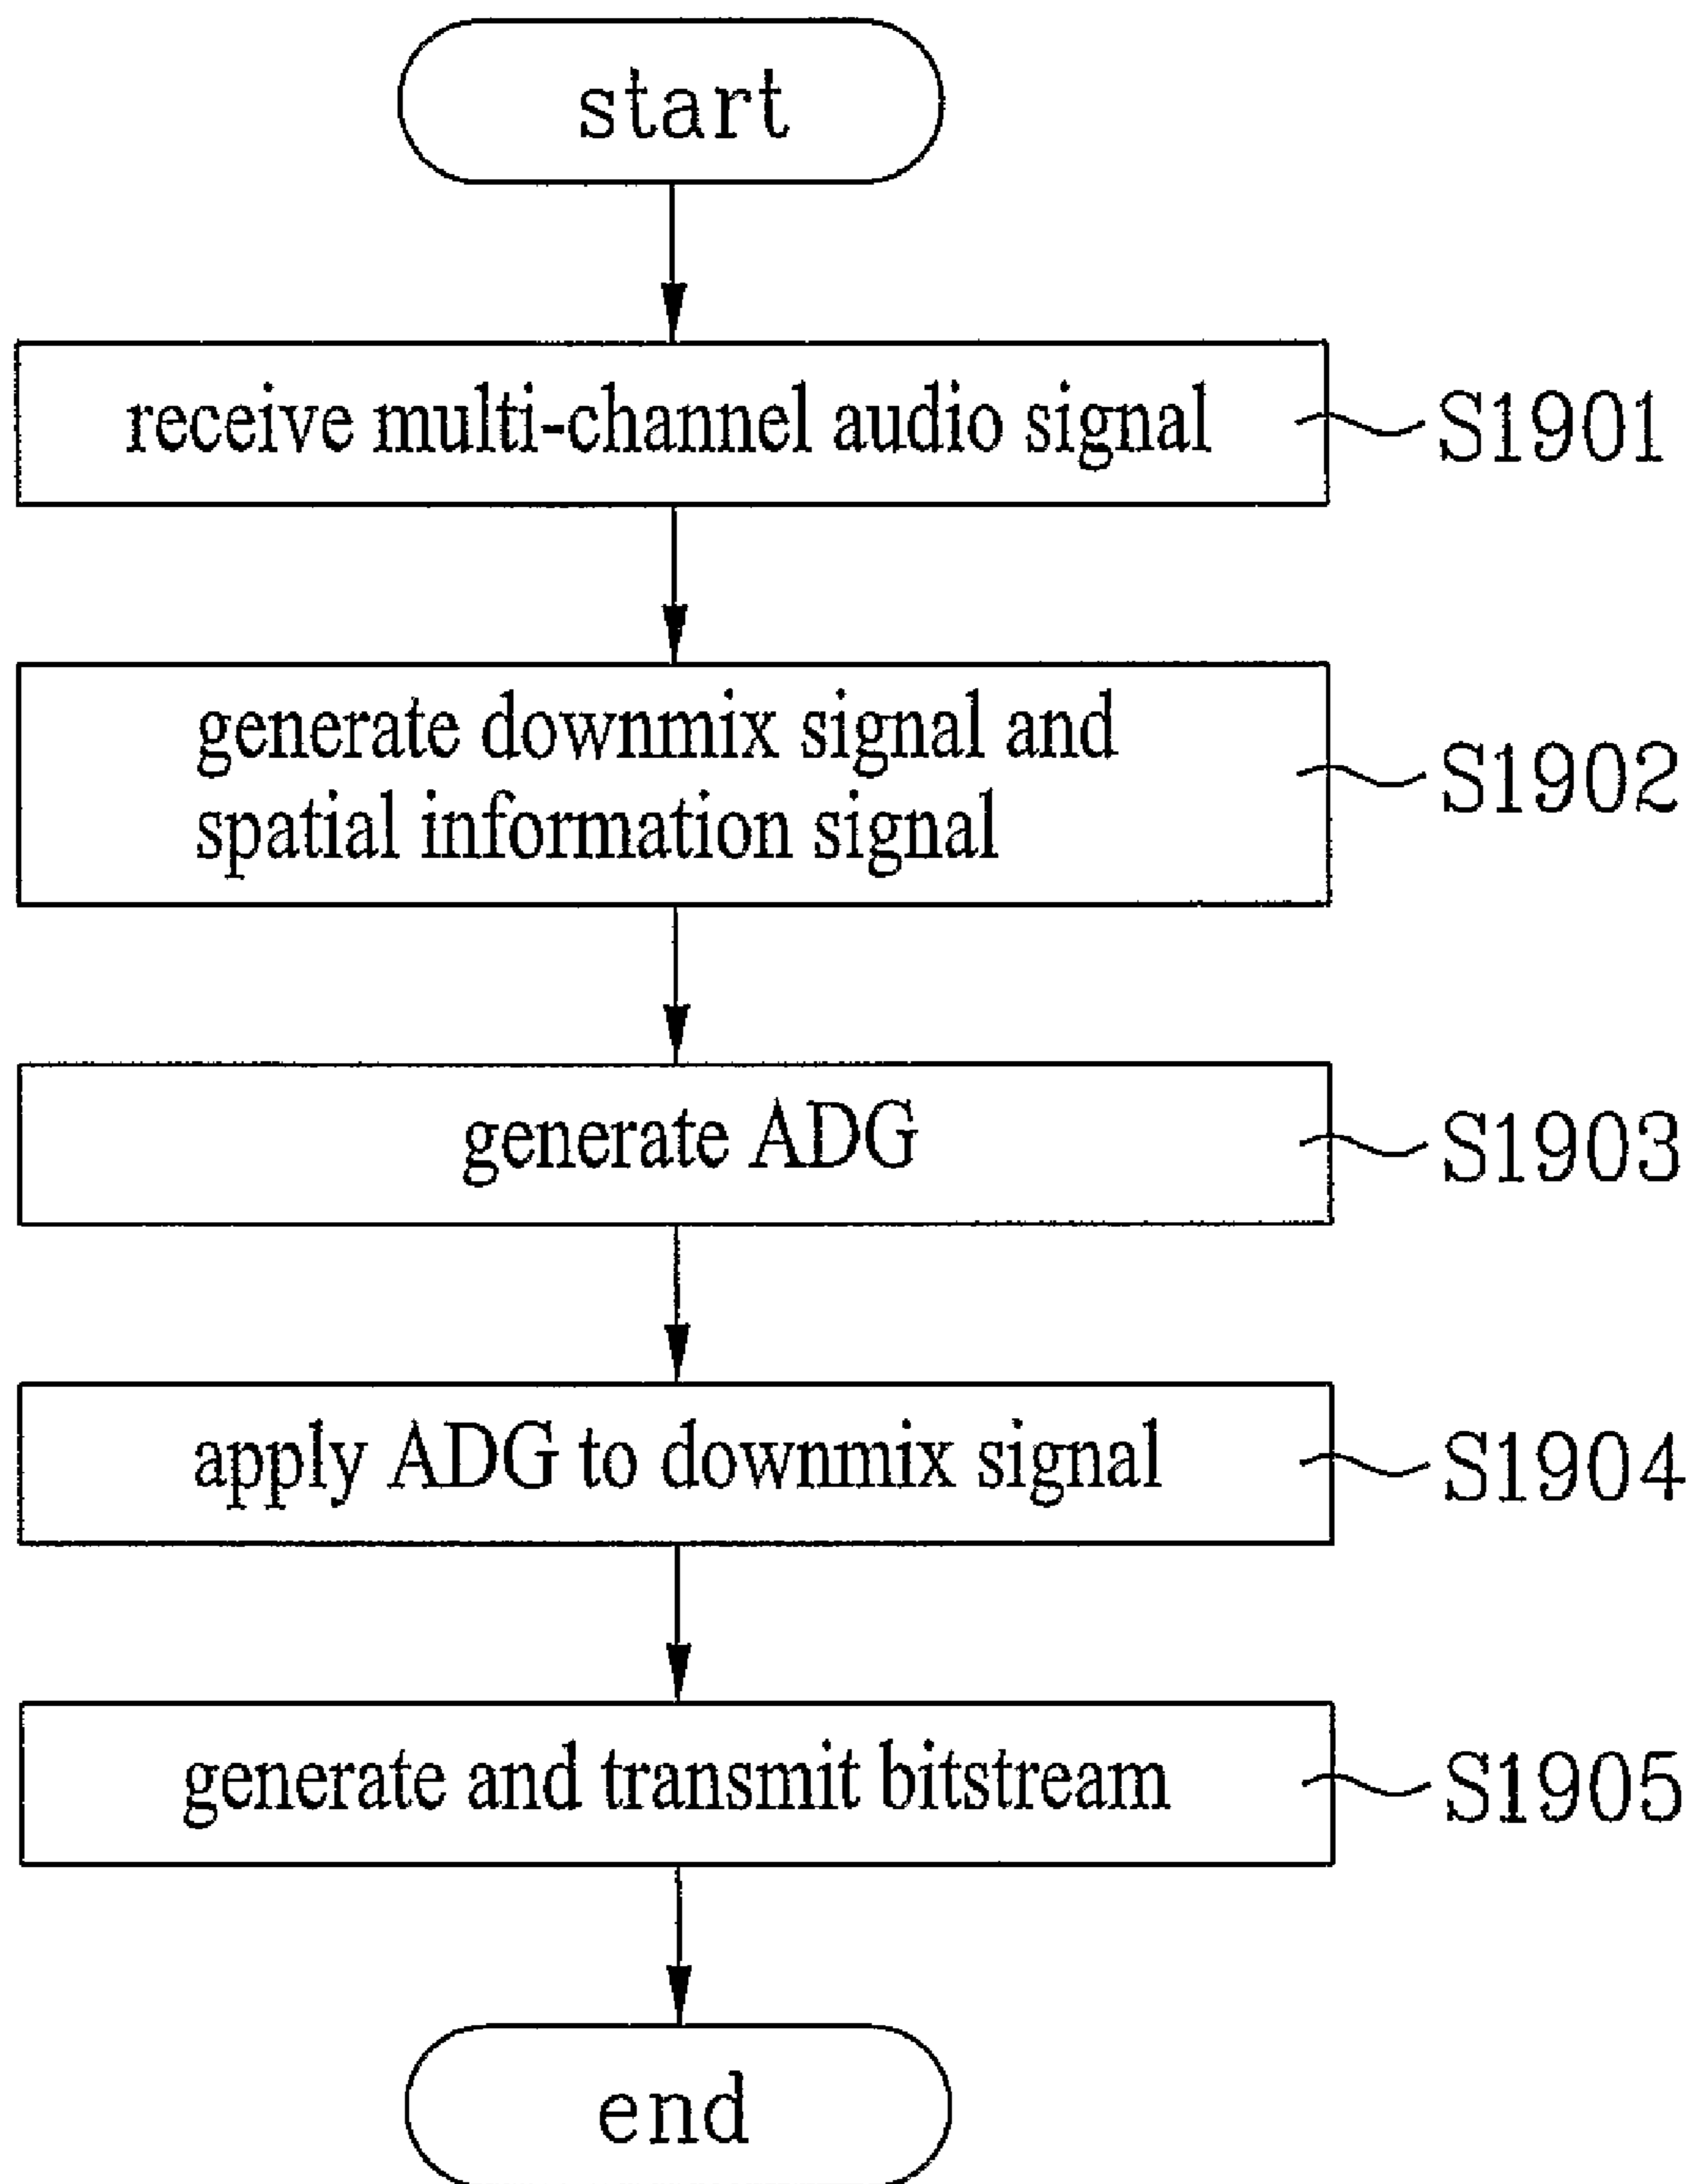 start
receive multi-channel audio signal
S1901
generate downmix signal and
spatial information signal
S1902
generate ADG
S1903
apply ADG to downmix signal
S1904
generate and transmit bitstream
S1905
end